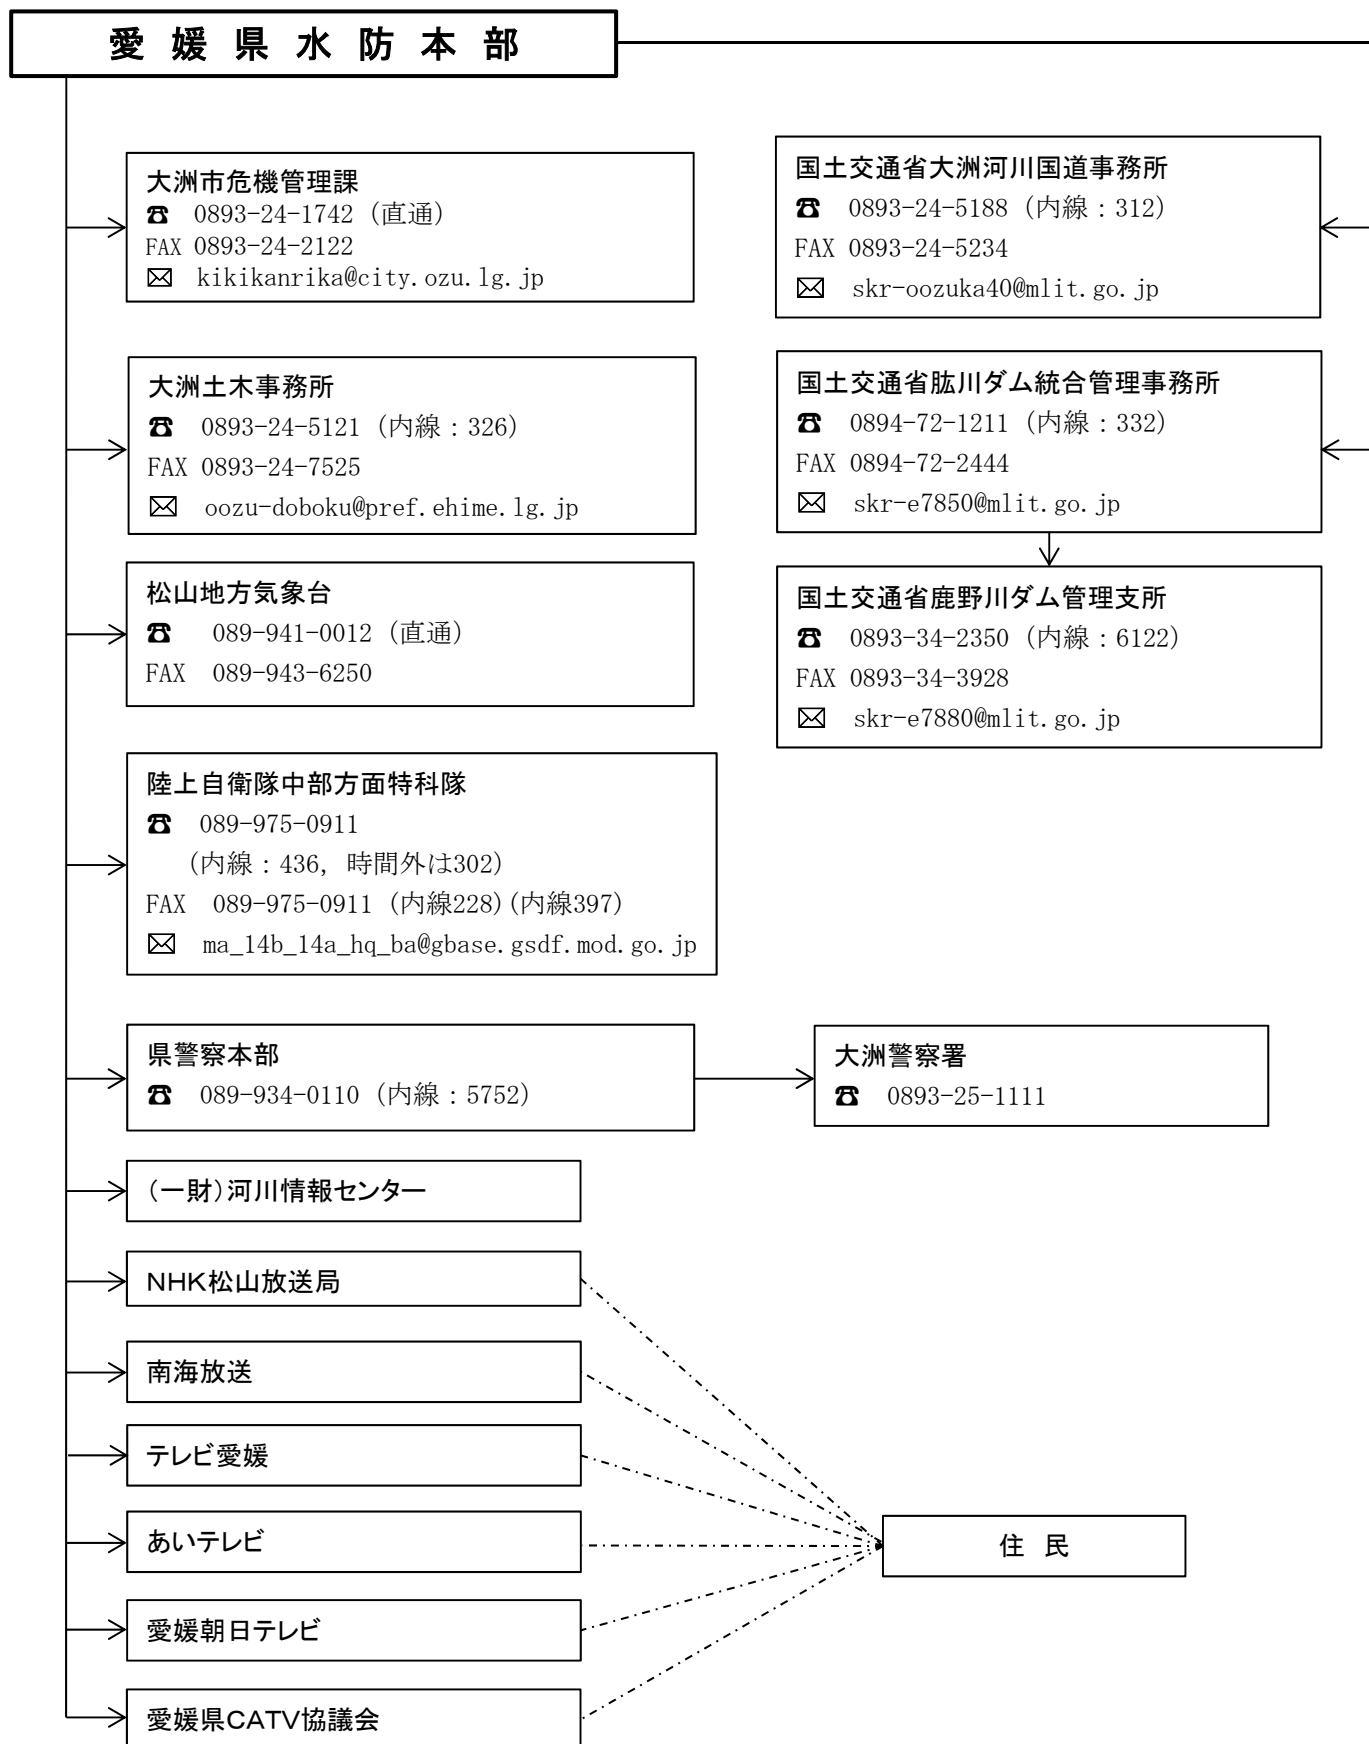 愛媛県水防本部
大洲市危機管理課
☎ 0893-24-1742（直通）
FAX 0893-24-2122
✉ kikikanrika@city.ozu.lg.jp
国土交通省大洲河川国道事務所
☎ 0893-24-5188（内線：312）
FAX 0893-24-5234
✉ skr-oozuka40@mlit.go.jp
大洲土木事務所
☎ 0893-24-5121（内線：326）
FAX 0893-24-7525
✉ oozu-doboku@pref.ehime.lg.jp
国土交通省肱川ダム統合管理事務所
☎ 0894-72-1211（内線：332）
FAX 0894-72-2444
✉ skr-e7850@mlit.go.jp
松山地方気象台
☎ 089-941-0012（直通）
FAX 089-943-6250
国土交通省鹿野川ダム管理支所
☎ 0893-34-2350（内線：6122）
FAX 0893-34-3928
✉ skr-e7880@mlit.go.jp
陸上自衛隊中部方面特科隊
☎ 089-975-0911
（内線：436，時間外は302）
FAX 089-975-0911（内線228）（内線397）
✉ ma_14b_14a_hq_ba@gbase.gsdf.mod.go.jp
県警察本部
☎ 089-934-0110（内線：5752）
大洲警察署
☎ 0893-25-1111
（一財）河川情報センター
NHK松山放送局
南海放送
テレビ愛媛
あいテレビ
住民
愛媛朝日テレビ
愛媛県CATV協議会